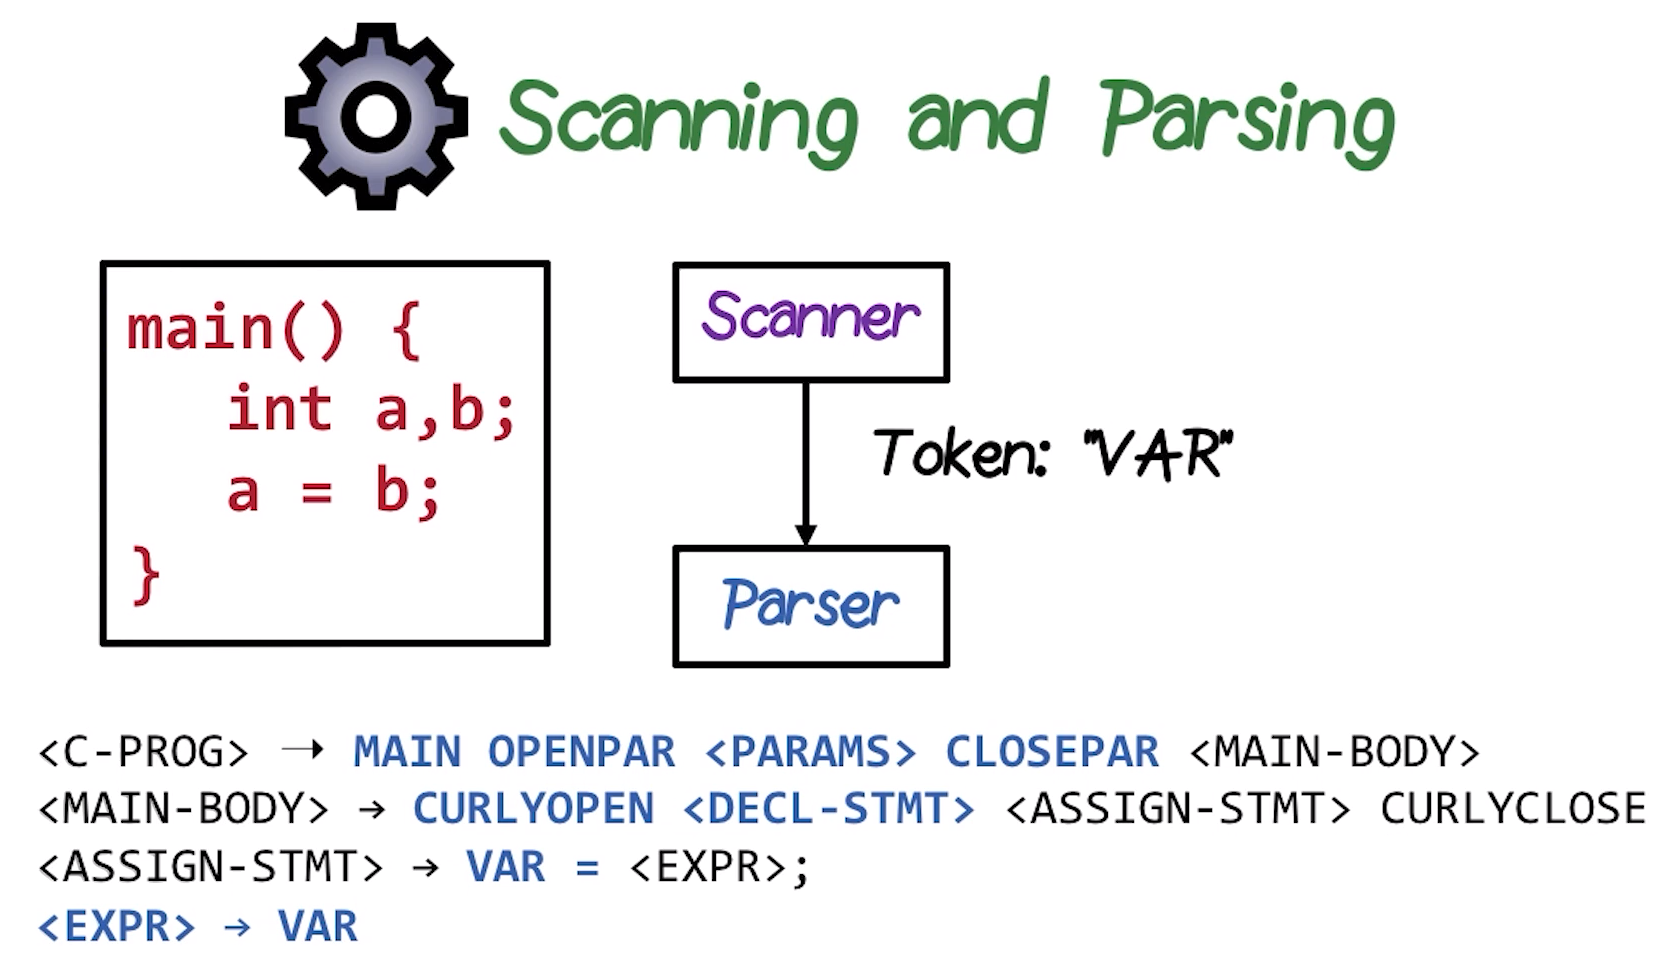 Scanning and Parsing
main() {
int a,b;
a = b;
}
Scanner
Token: "VAR"
Parser
<C-PROG> → MAIN OPENPAR <PARAMS> CLOSEPAR <MAIN-BODY>
<MAIN-BODY> → CURLYOPEN <DECL-STMT> <ASSIGN-STMT> CURLYCLOSE
<ASSIGN-STMT> → VAR = <EXPR>;
<EXPR> → VAR